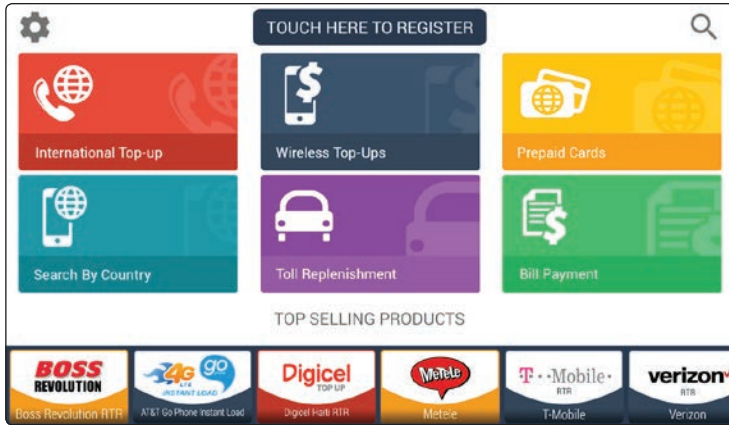 TOUCH HERE TO REGISTER
International Top-up
Wireless Top-Ups
Prepaid Cards
Search By Country
Toll Replenishment
Bill Payment
TOP SELLING PRODUCTS
BOSS
REVOLUTION
Boss Revolution RTR
4G
LTE
go
INSTANT LOAD
AT&T Go Phone Instant Load
Digicel
TOP UP
Digicel Haiti RTR
Metele
Metele
T-Mobile
RTR
T-Mobile
verizon
RTR
Verizon